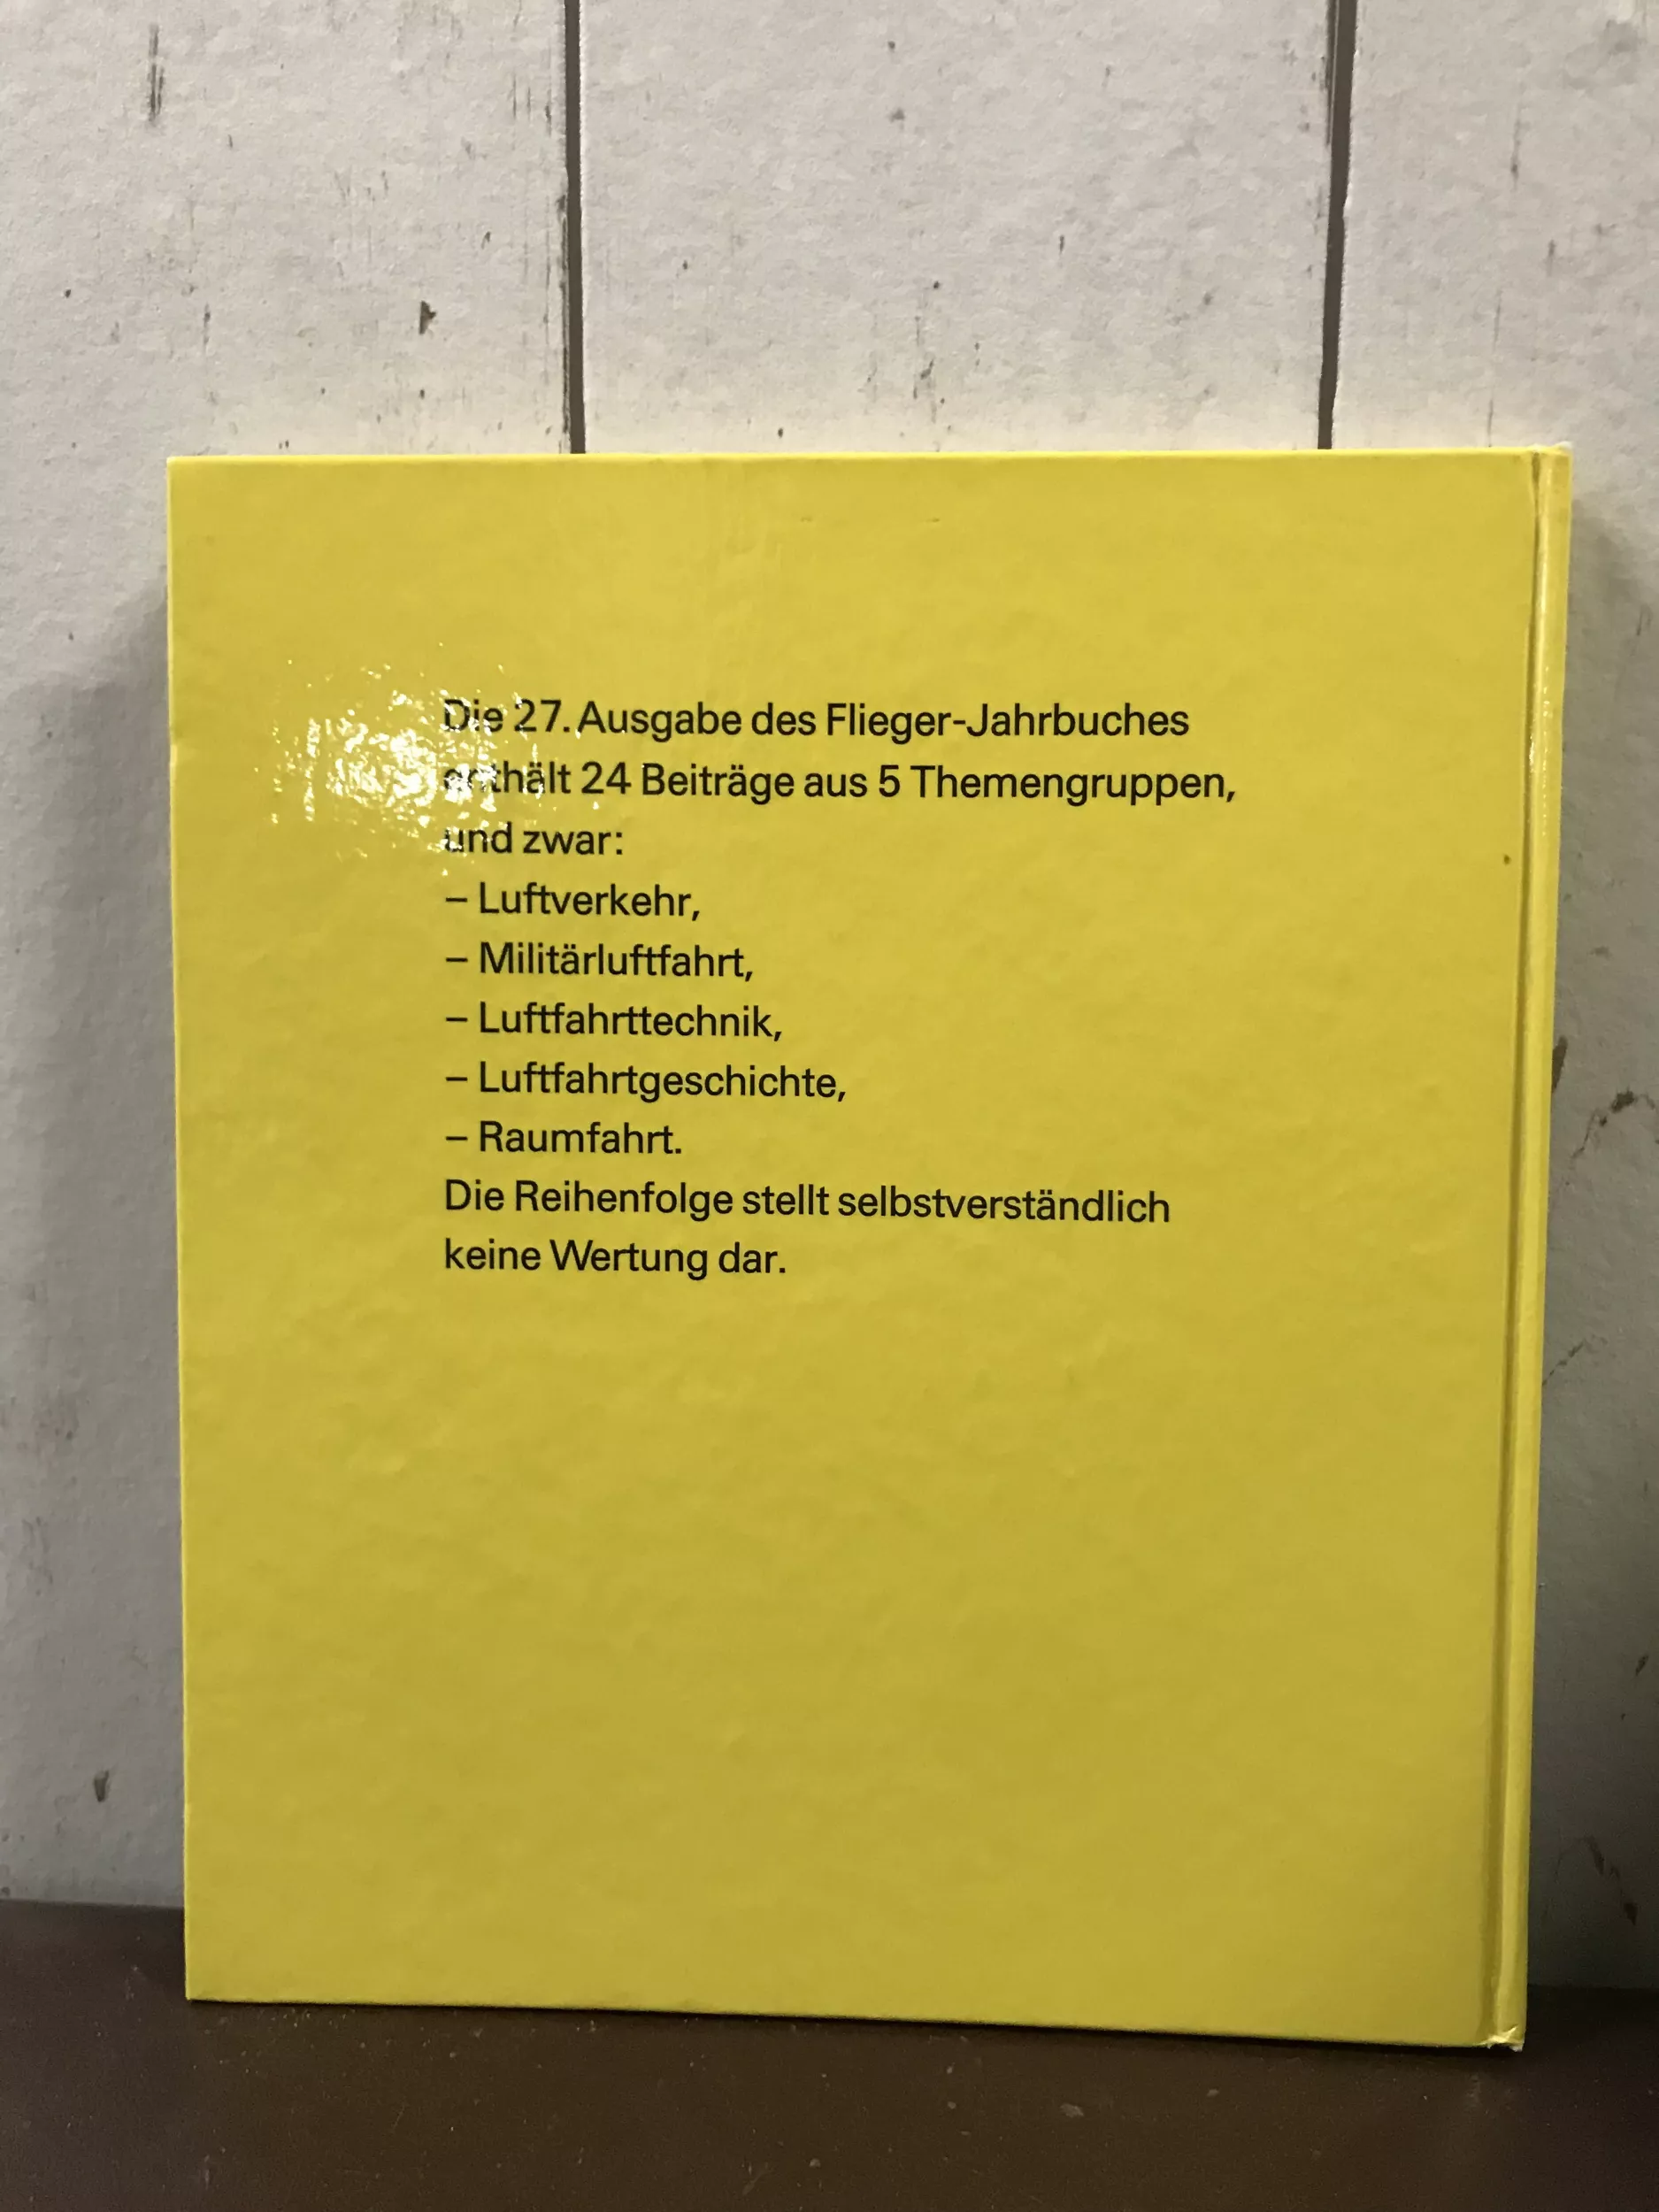 Die 27. Ausgabe des Flieger-Jahrbuches
enthält 24 Beiträge aus 5 Themengruppen,
und zwar:
– Luftverkehr,
– Militärluftfahrt,
– Luftfahrttechnik,
– Luftfahrtgeschichte,
– Raumfahrt.
Die Reihenfolge stellt selbstverständlich
keine Wertung dar.